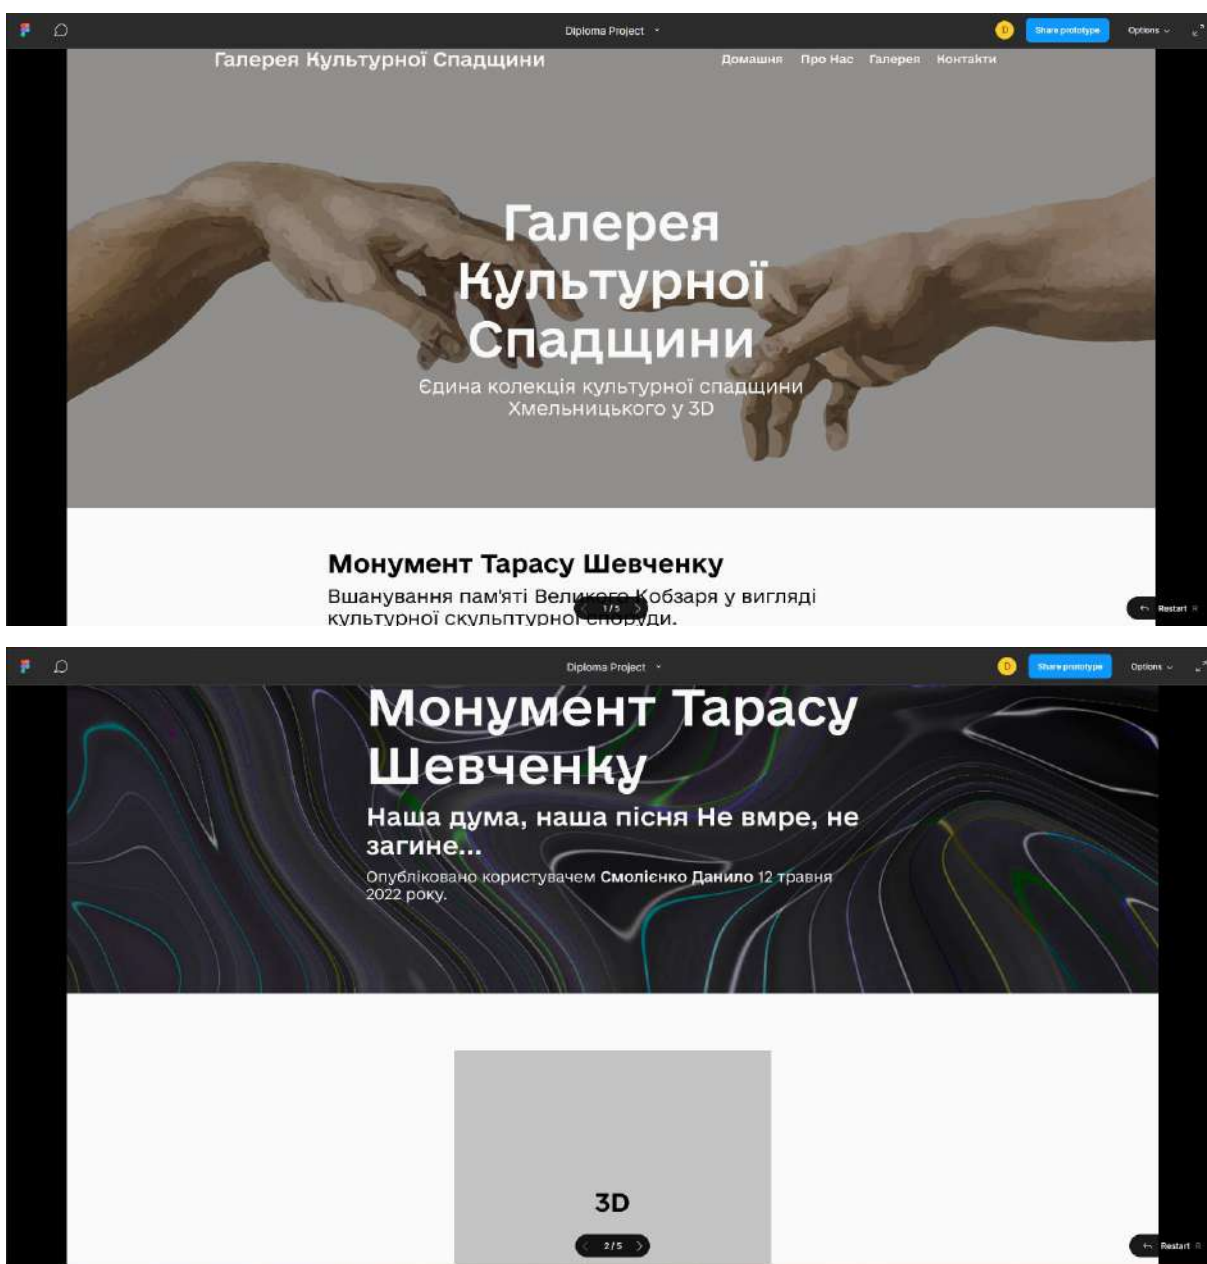 Diploma Project
D
Share prototype
Options
Галерея Культурної Спадщини
Домашня Про Нас Галерея Контакти
Галерея
Культурної
Спадщини
Єдина колекція культурної спадщини
Хмельницького у 3D
Монумент Тарасу Шевченку
Вшанування пам'яті Великого Кобзаря у вигляді
культурної скульптурної споруди.
1 / 5
Restart R
Diploma Project
D
Share prototype
Options
Монумент Тарасу
Шевченку
Наша дума, наша пісня Не вмре, не
загине...
Опубліковано користувачем Смолієнко Данило 12 травня
2022 року.
3D
2 / 5
Restart R